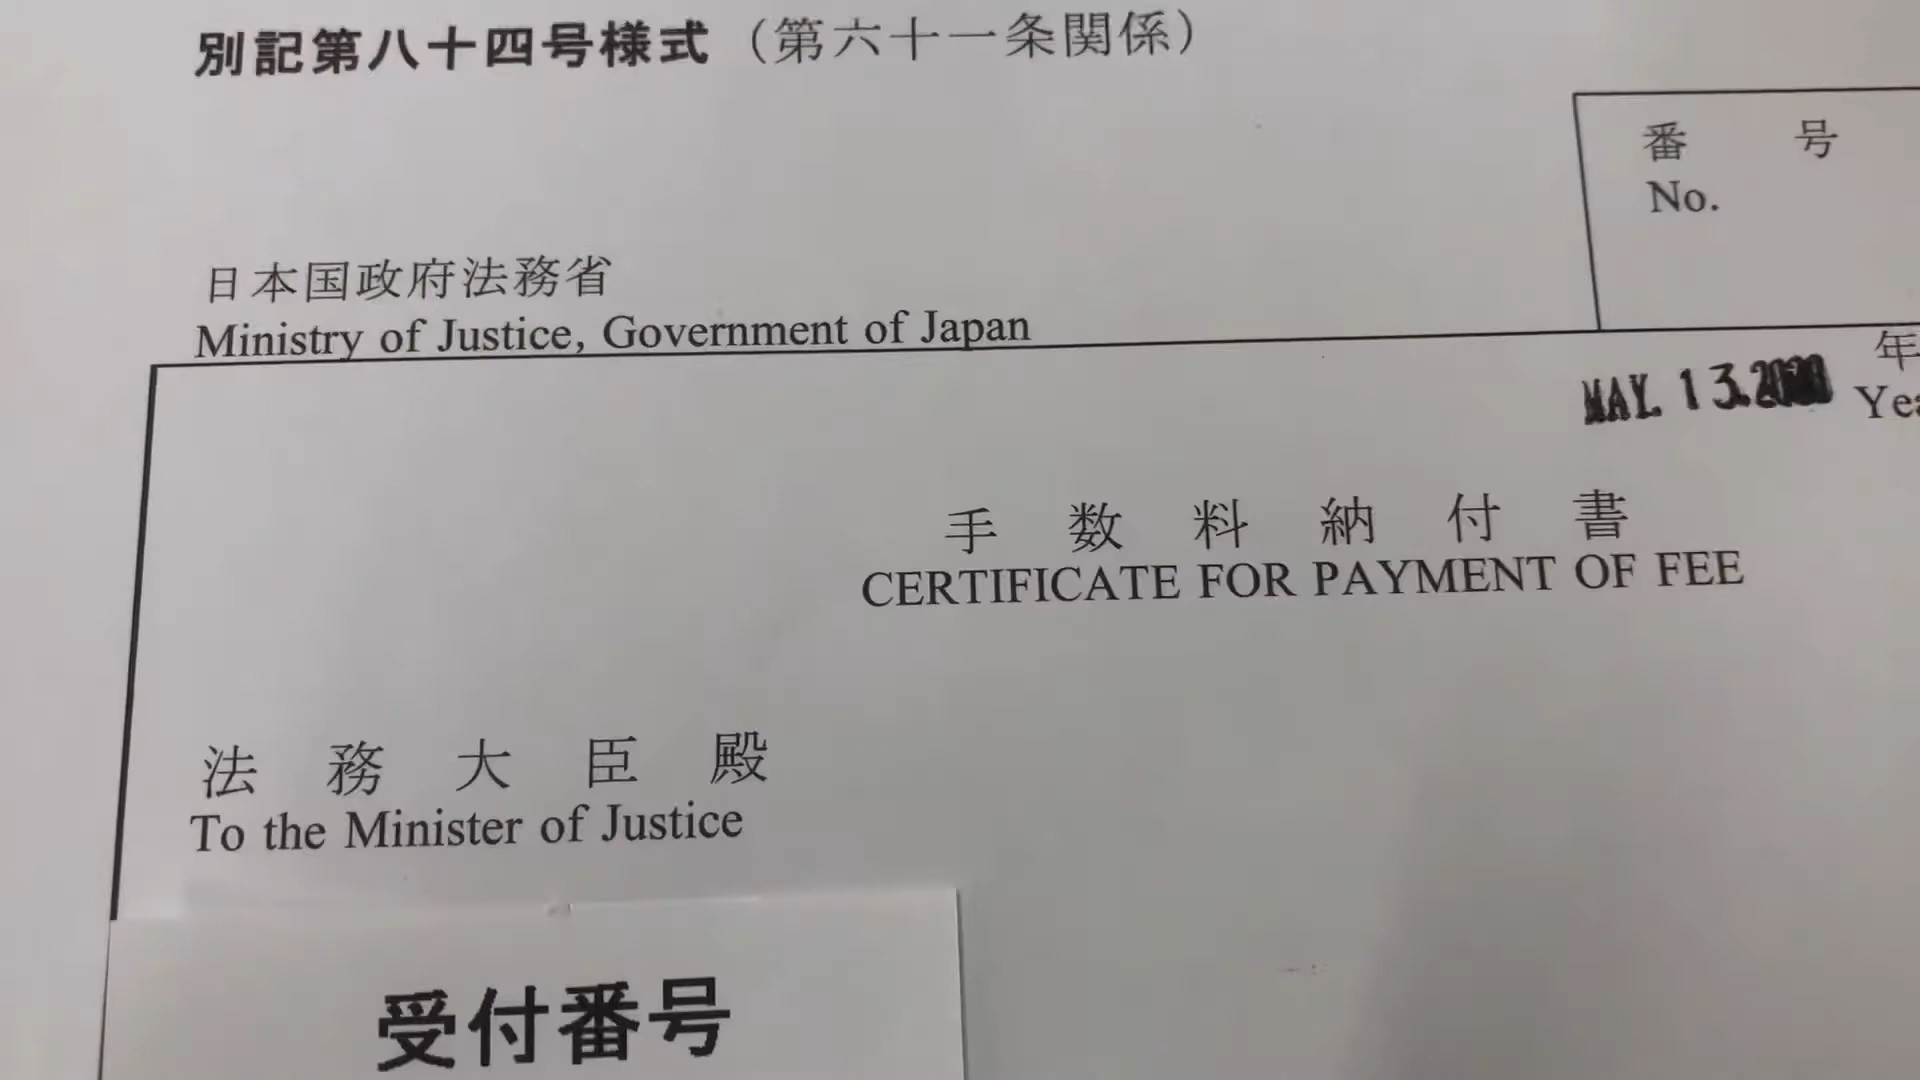 別記第八十四号様式（第六十一条関係）
番号
No.
日本国政府法務省
Ministry of Justice, Government of Japan
年
MAY. 13.
手数料納付書
CERTIFICATE FOR PAYMENT OF FEE
法務大臣殿
To the Minister of Justice
受付番号